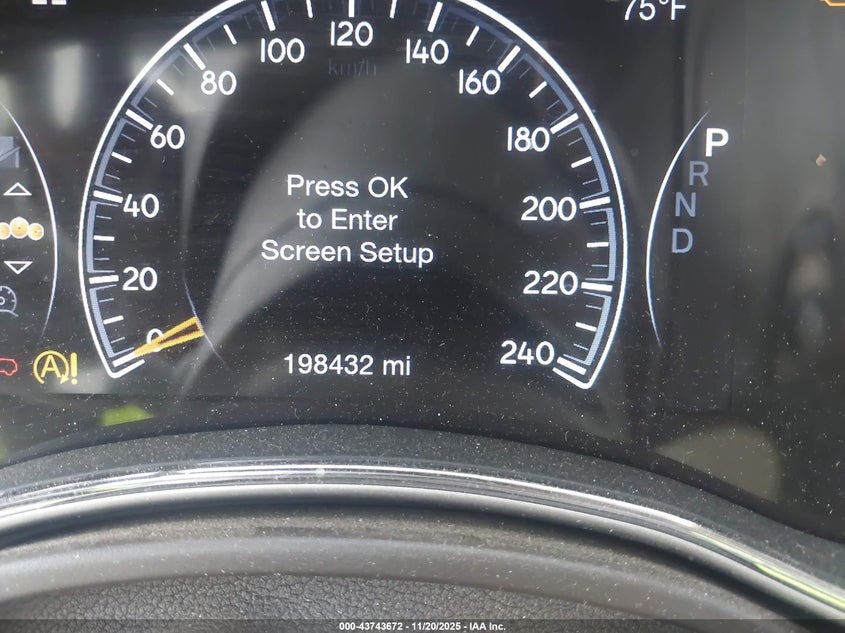 75°F
120
100
140
km/h
80
160
60
180
P
R
Press OK
40
to Enter
200
N
Screen Setup
D
20
220
0
198432 mi
240
A!
000-43743672 - 11/20/2025 - IAA Inc.